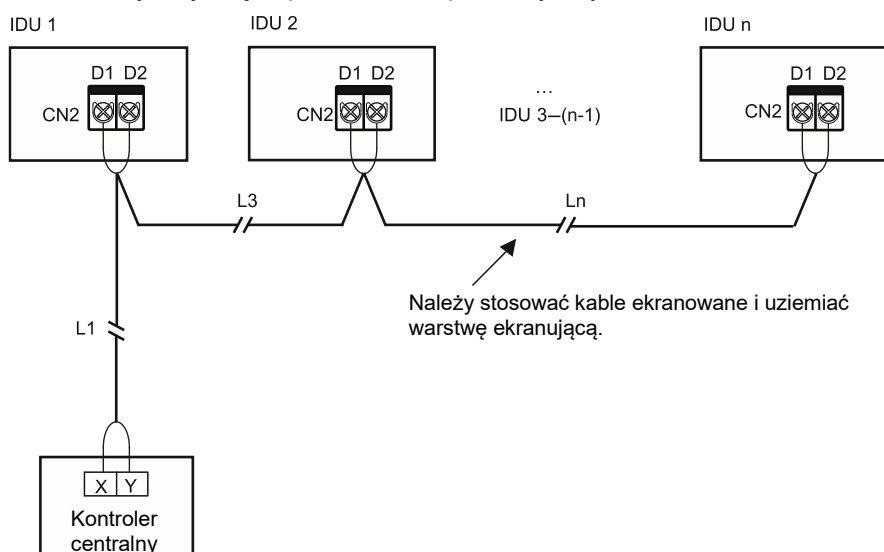 IDU 1
IDU 2
IDU n
D1 D2
D1 D2
D1 D2
CN2
CN2
CN2
...
IDU 3–(n-1)
L3
Ln
Należy stosować kable ekranowane i uziemiać
warstwę ekranującą.
L1
X Y
Kontroler
centralny